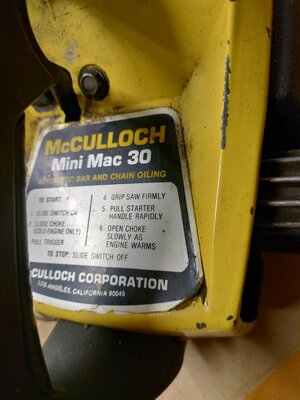 McCULLOCH
Mini Mac 30
AUTOMATIC BAR AND CHAIN OILING
TO START:
1. SLIDE SWITCH ON
2. CLOSE CHOKE
(COLD ENGINE ONLY)
PULL TRIGGER
4. GRIP SAW FIRMLY
5. PULL STARTER
HANDLE RAPIDLY
6. OPEN CHOKE
SLOWLY AS
ENGINE WARMS
TO STOP: SLIDE SWITCH OFF
McCULLOCH CORPORATION
LOS ANGELES, CALIFORNIA 90045